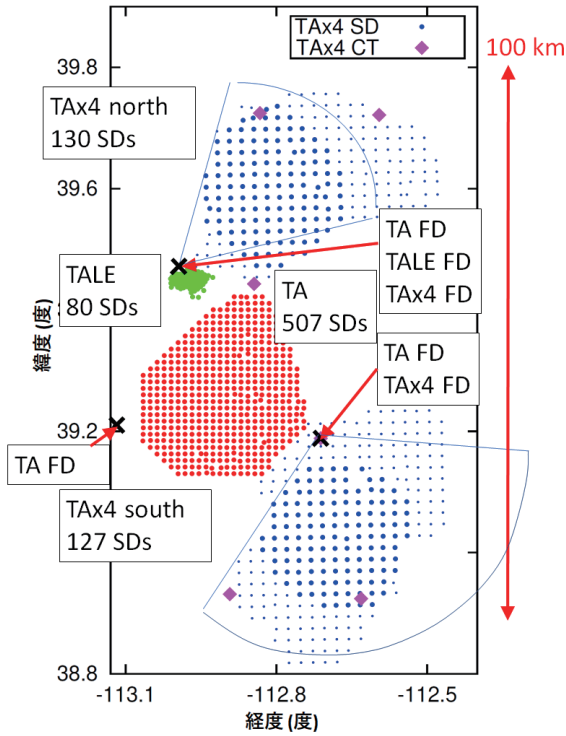 TAx4 SD
TAx4 CT
100 km
39.8
TAx4 north
130 SDs
39.6
TA FD
TALE FD
TAx4 FD
TALE
80 SDs
TA
507 SDs
緯度 (度)
TA FD
TAx4 FD
39.2
TA FD
TAx4 south
127 SDs
38.8
-113.1
-112.8
-112.5
経度 (度)